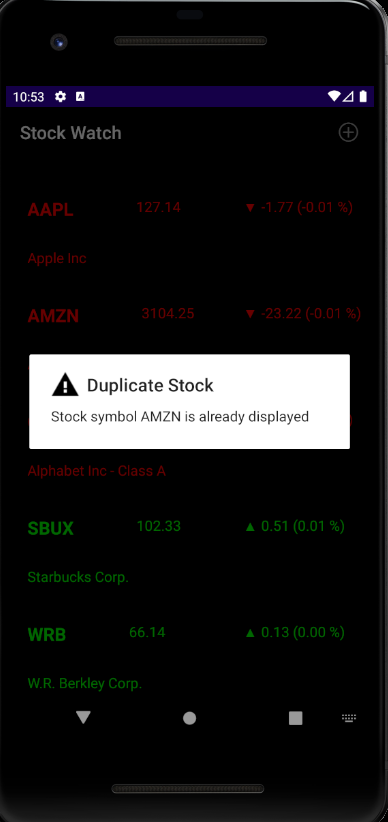 10:53
Stock Watch
AAPL 127.14 ▼ -1.77 (-0.01 %)
Apple Inc
AMZN 3104.25 ▼ -23.22 (-0.01 %)
Duplicate Stock
Stock symbol AMZN is already displayed
Alphabet Inc - Class A
SBUX 102.33 ▲ 0.51 (0.01 %)
Starbucks Corp.
WRB 66.14 ▲ 0.13 (0.00 %)
W.R. Berkley Corp.